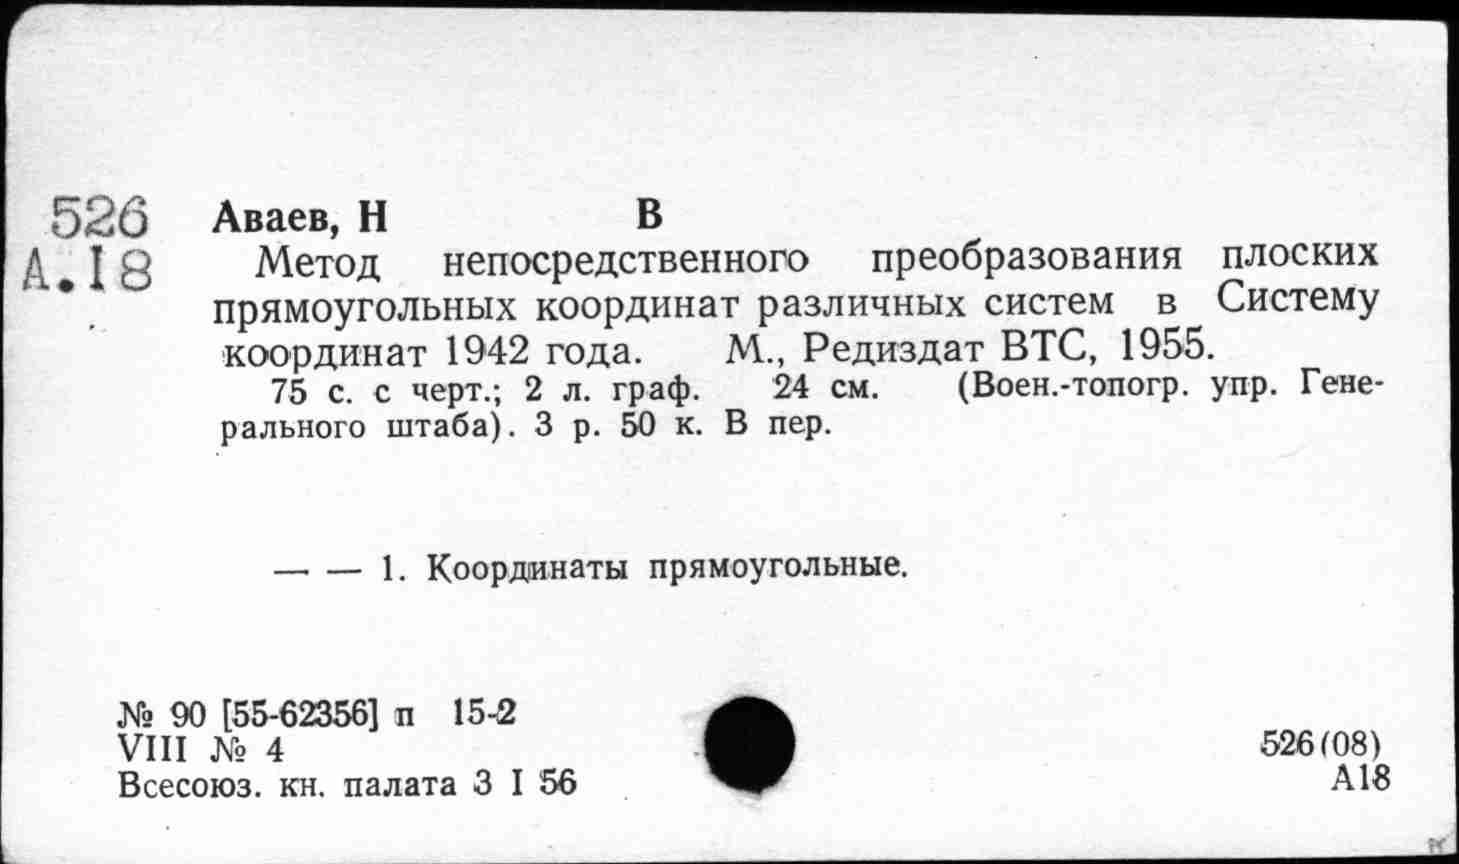 526 Аваев, Н В
А.I8 Метод непосредственного преобразования плоских
прямоугольных координат различных систем в Систему
координат 1942 года. М., Редиздат ВТС, 1955.
75 с. с черт.; 2 л. граф. 24 см. (Воен.-топогр. упр. Гене-
рального штаба). 3 р. 50 к. В пер.
— — 1. Координаты прямоугольные.
№ 90 [55-62356] п 15-2
VIII № 4
Всесоюз. кн. палата 3 I 56
526(08)
А18